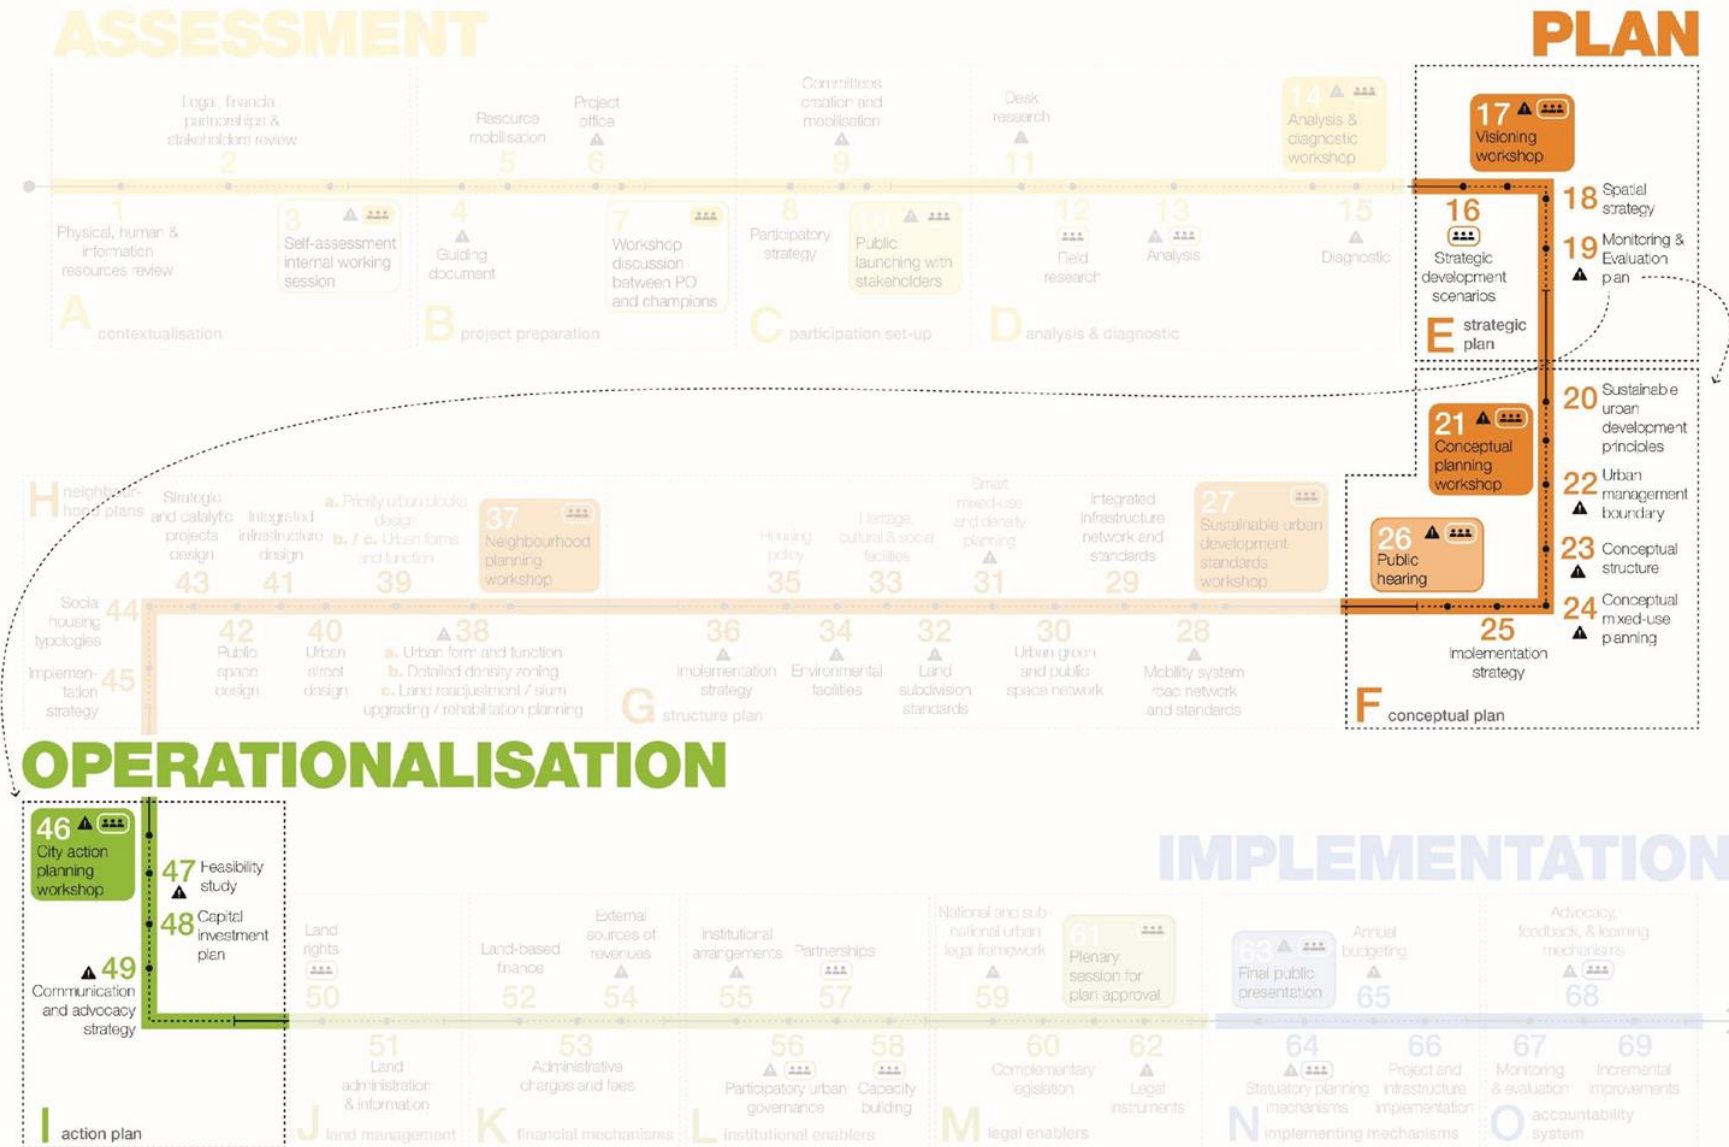 ASSESSMENT
PLAN
Legal, financial,
partnerships &
stakeholders review
2
Resource
mobilisation
5
Project
office
6
Committees
creation and
mobilisation
9
Desk
research
11
14
Analysis &
diagnostic
workshop
17
Visioning
workshop
1
Physical, human &
information
resources review
3
Self-assessment
internal working
session
4
Guiding
document
7
Workshop
discussion
between PO
and champions
8
Participatory
strategy
Public
launching with
stakeholders
12
Field
research
13
Analysis
15
Diagnostic
16
Strategic
development
scenarios
18 Spatial
strategy
19 Monitoring &
Evaluation
plan
A contextualisation
B project preparation
C participation set-up
D analysis & diagnostic
E strategic
plan
20 Sustainable
urban
development
principles
21
Conceptual
planning
workshop
22 Urban
management
boundary
23 Conceptual
structure
24 Conceptual
mixed-use
planning
25
Implementation
strategy
26
Public
hearing
F conceptual plan
H neighbour-
hood plans
Strategic
and catalytic
projects
design
43
Integrated
infrastructure
design
41
a. Priority urban blocks
design
b. / c. Urban forms
and function
39
37
Neighbourhood
planning
workshop
Housing
policy
35
Heritage,
cultural & social
facilities
33
Smart
mixed-use
and density
planning
31
Integrated
infrastructure
network and
standards
29
27
Sustainable urban
development
standards
workshop
Social
housing
typologies
44
Implemen-
tation
strategy
45
42
Public
space
design
40
Urban
street
design
38
a. Urban form and function
b. Detailed density zoning
c. Land readjustment / slum
upgrading / rehabilitation planning
36
Implementation
strategy
34
Environmental
facilities
32
Land
subdivision
standards
30
Urban green
and public
space network
28
Mobility system
road network
and standards
G structure plan
OPERATIONALISATION
46
City action
planning
workshop
47 Feasibility
study
48 Capital
investment
plan
49
Communication
and advocacy
strategy
I action plan
IMPLEMENTATION
Land
rights
50
Land-based
finance
52
External
sources of
revenues
54
Institutional
arrangements
55
Partnerships
57
National and sub
national urban
legal framework
59
61
Plenary
session for
plan approval
63
Final public
presentation
Annual
budgeting
65
Advocacy,
feedback, & learning
mechanisms
68
51
Land
administration
& information
53
Administrative
charges and fees
56
Participatory urban
governance
58
Capacity
building
60
Complementary
legislation
62
Legal
instruments
64
Statuatory planning
mechanisms
66
Project and
infrastructure
implementation
67
Monitoring
& evaluation
69
Incremental
improvements
J land management
K financial mechanisms
L institutional enablers
M legal enablers
N implementing mechanisms
O accountability
system